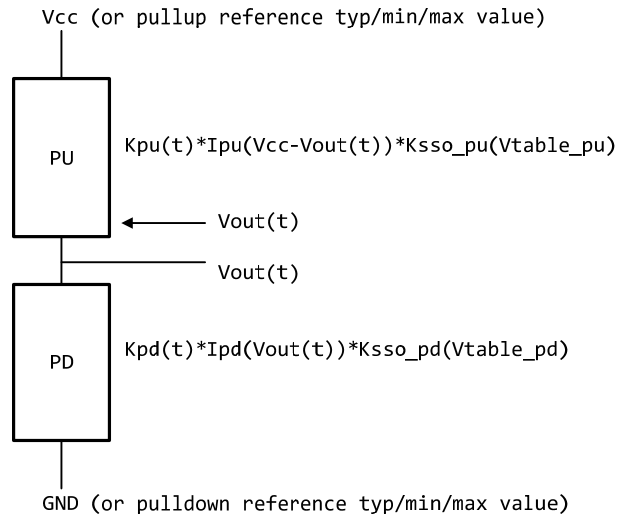 Vcc (or pullup reference typ/min/max value)
PU
Kpu(t)*Ipu(Vcc-Vout(t))*Ksso_pu(Vtable_pu)
Vout(t)
Vout(t)
PD
Kpd(t)*Ipd(Vout(t))*Ksso_pd(Vtable_pd)
GND (or pulldown reference typ/min/max value)